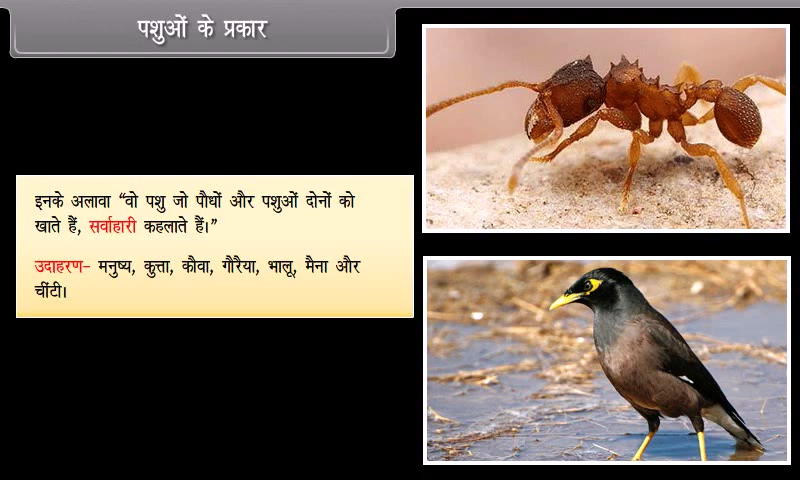 पशुओं के प्रकार
इनके अलावा “वो पशु जो पौधों और पशुओं दोनों को
खाते हैं, सर्वाहारी कहलाते हैं।”
उदाहरण– मनुष्य, कुत्ता, कौवा, गौरैया, भालू, मैना और
चींटी।